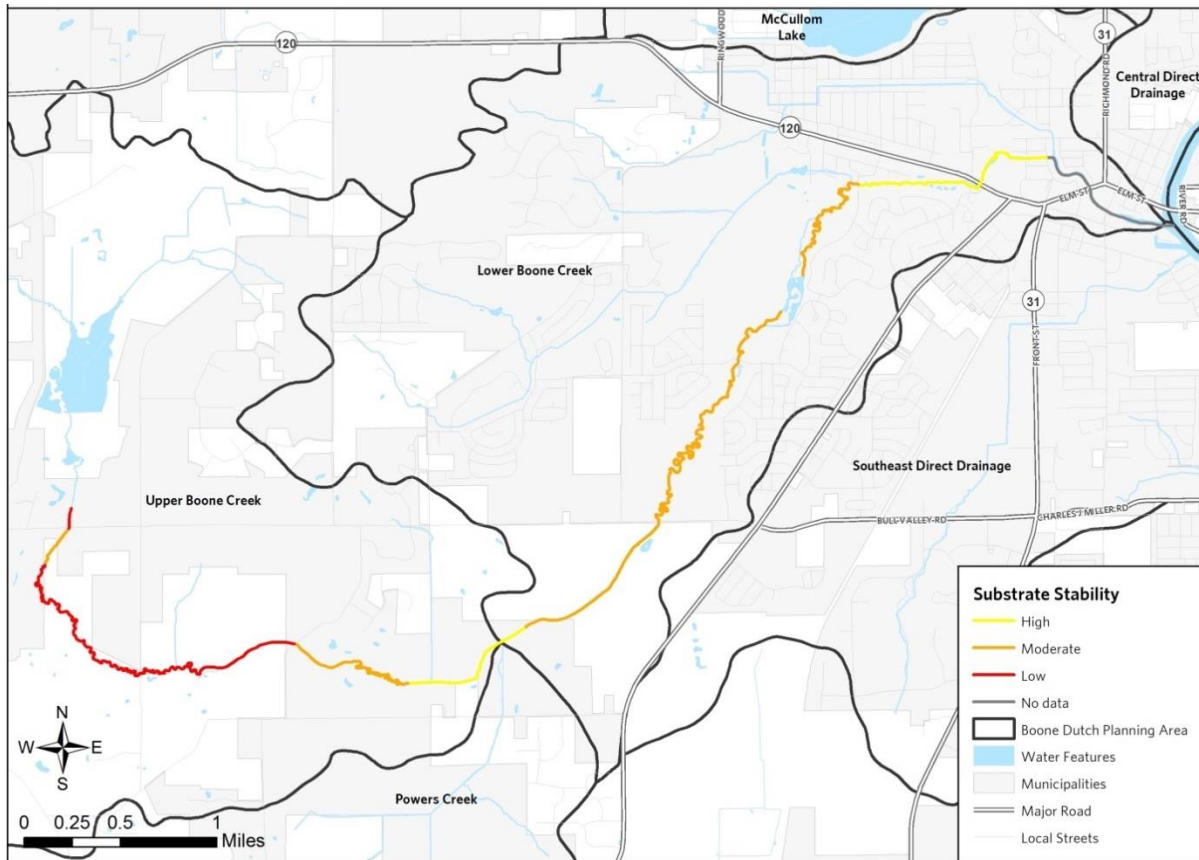 McCullom
Lake
120
RINGWOOD
31
RICHMOND RD
Central Direct
Drainage
120
ELM-ST
ELM-ST
RIVER RD
Lower Boone Creek
31
FRONT-ST
Southeast Direct Drainage
Upper Boone Creek
BULL-VALLEY-RD
CHARLES J MILLER RD
Powers Creek
N
W
E
S
0
0.25
0.5
1
Miles
Substrate Stability
High
Moderate
Low
No data
Boone Dutch Planning Area
Water Features
Municipalities
Major Road
Local Streets